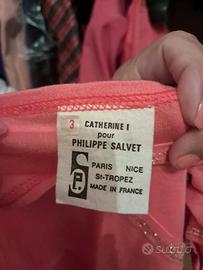 3 CATHERINE I
pour
PHILIPPE SALVET
PARIS NICE
St-TROPEZ
MADE IN FRANCE
subito